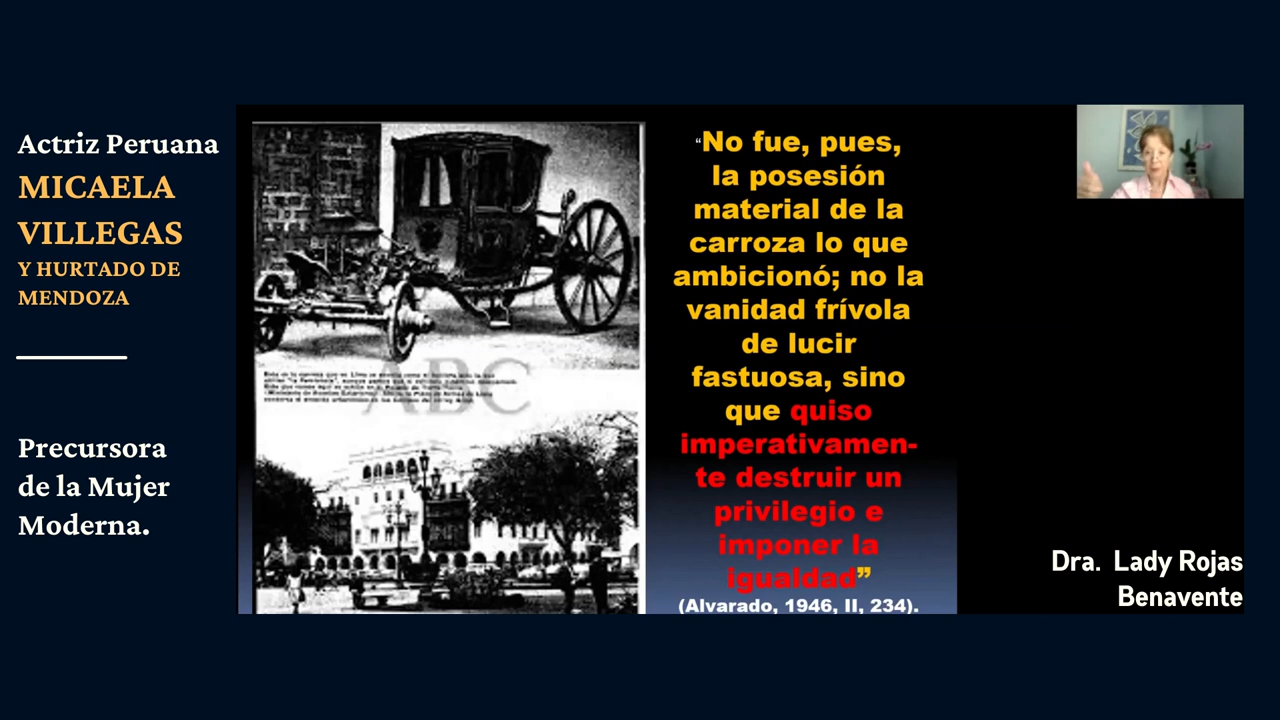 Actriz Peruana
MICAELA
VILLEGAS
Y HURTADO DE
MENDOZA
Precursora
de la Mujer
Moderna.
ABC
“No fue, pues,
la posesión
material de la
carroza lo que
ambicionó; no la
vanidad frívola
de lucir
fastuosa, sino
que quiso
imperativamen-
te destruir un
privilegio e
imponer la
igualdad”
(Alvarado, 1946, II, 234).
Dra. Lady Rojas
Benavente